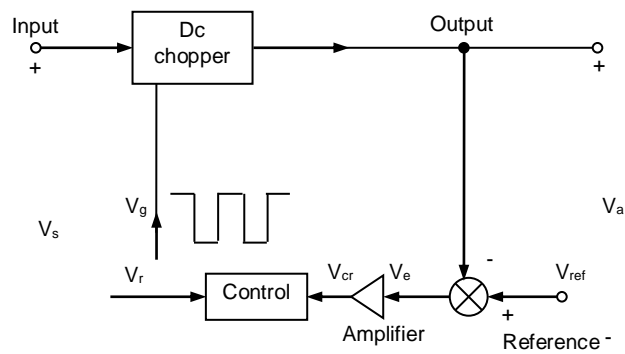 Input
Dc
chopper
Output
+
+
Vs
Vg
Va
Vr
Control
Vcr
Ve
-
Vref
+
Amplifier
Reference -